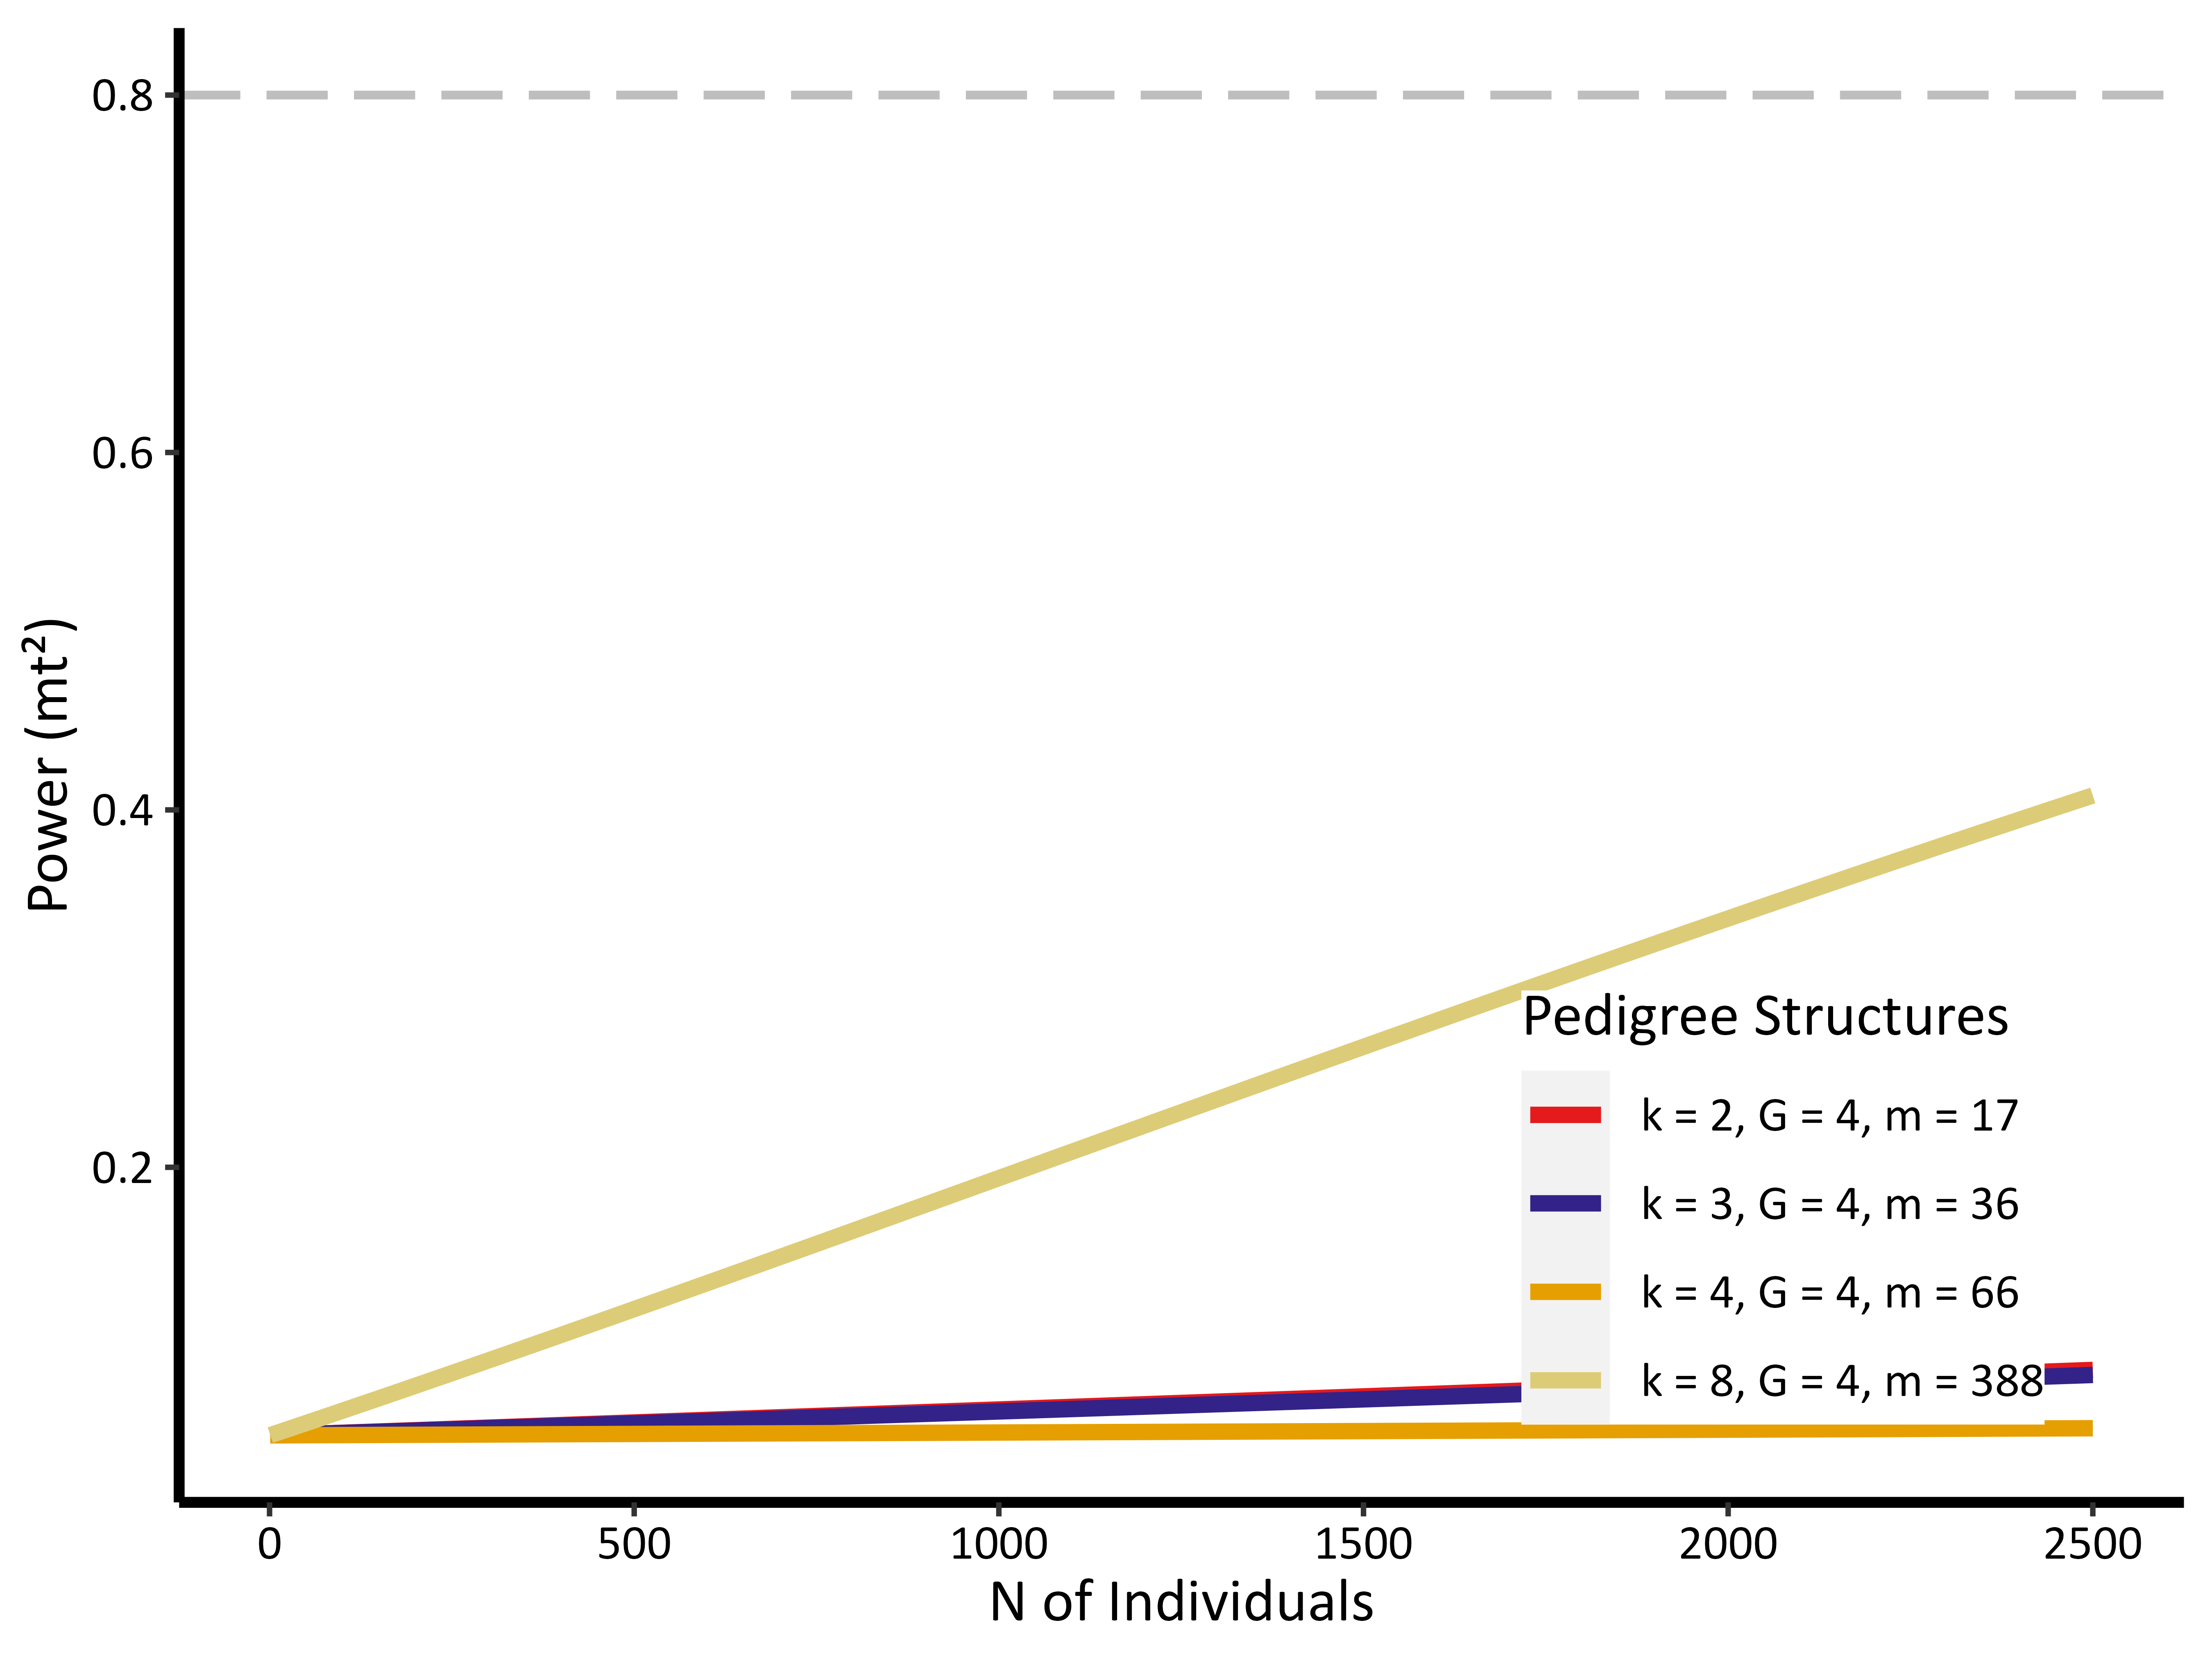 0.8
0.6
0.4
0.2
Power (mt²)
Pedigree Structures
k = 2, G = 4, m = 17
k = 3, G = 4, m = 36
k = 4, G = 4, m = 66
k = 8, G = 4, m = 388
0 500 1000 1500 2000 2500
N of Individuals